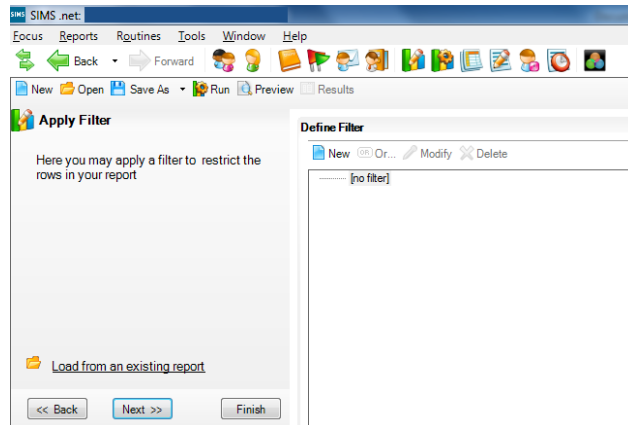 SIMS SIMS .net:
Focus Reports Routines Tools Window Help
Back Forward
New Open Save As Run Preview Results
Apply Filter
Define Filter
New OR Or... Modify Delete
Here you may apply a filter to restrict the
rows in your report
[no filter]
Load from an existing report
<< Back Next >> Finish